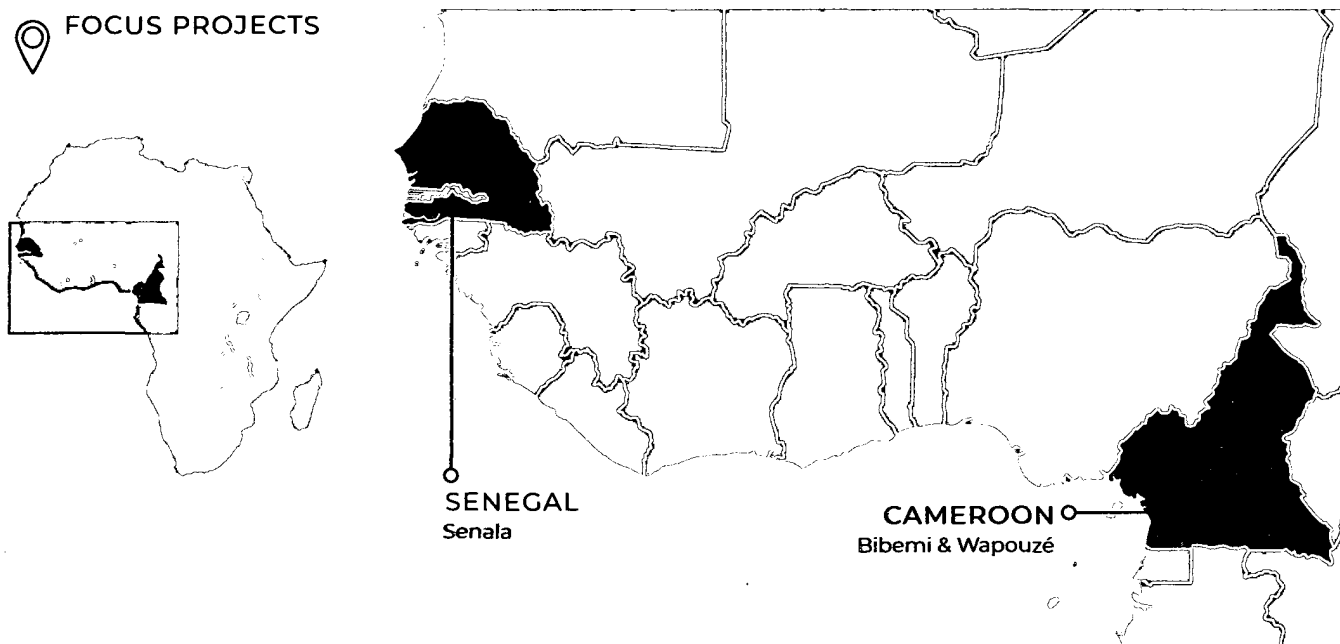 FOCUS PROJECTS
SENEGAL
Senala
CAMEROON
Bibemi & Wapouzé